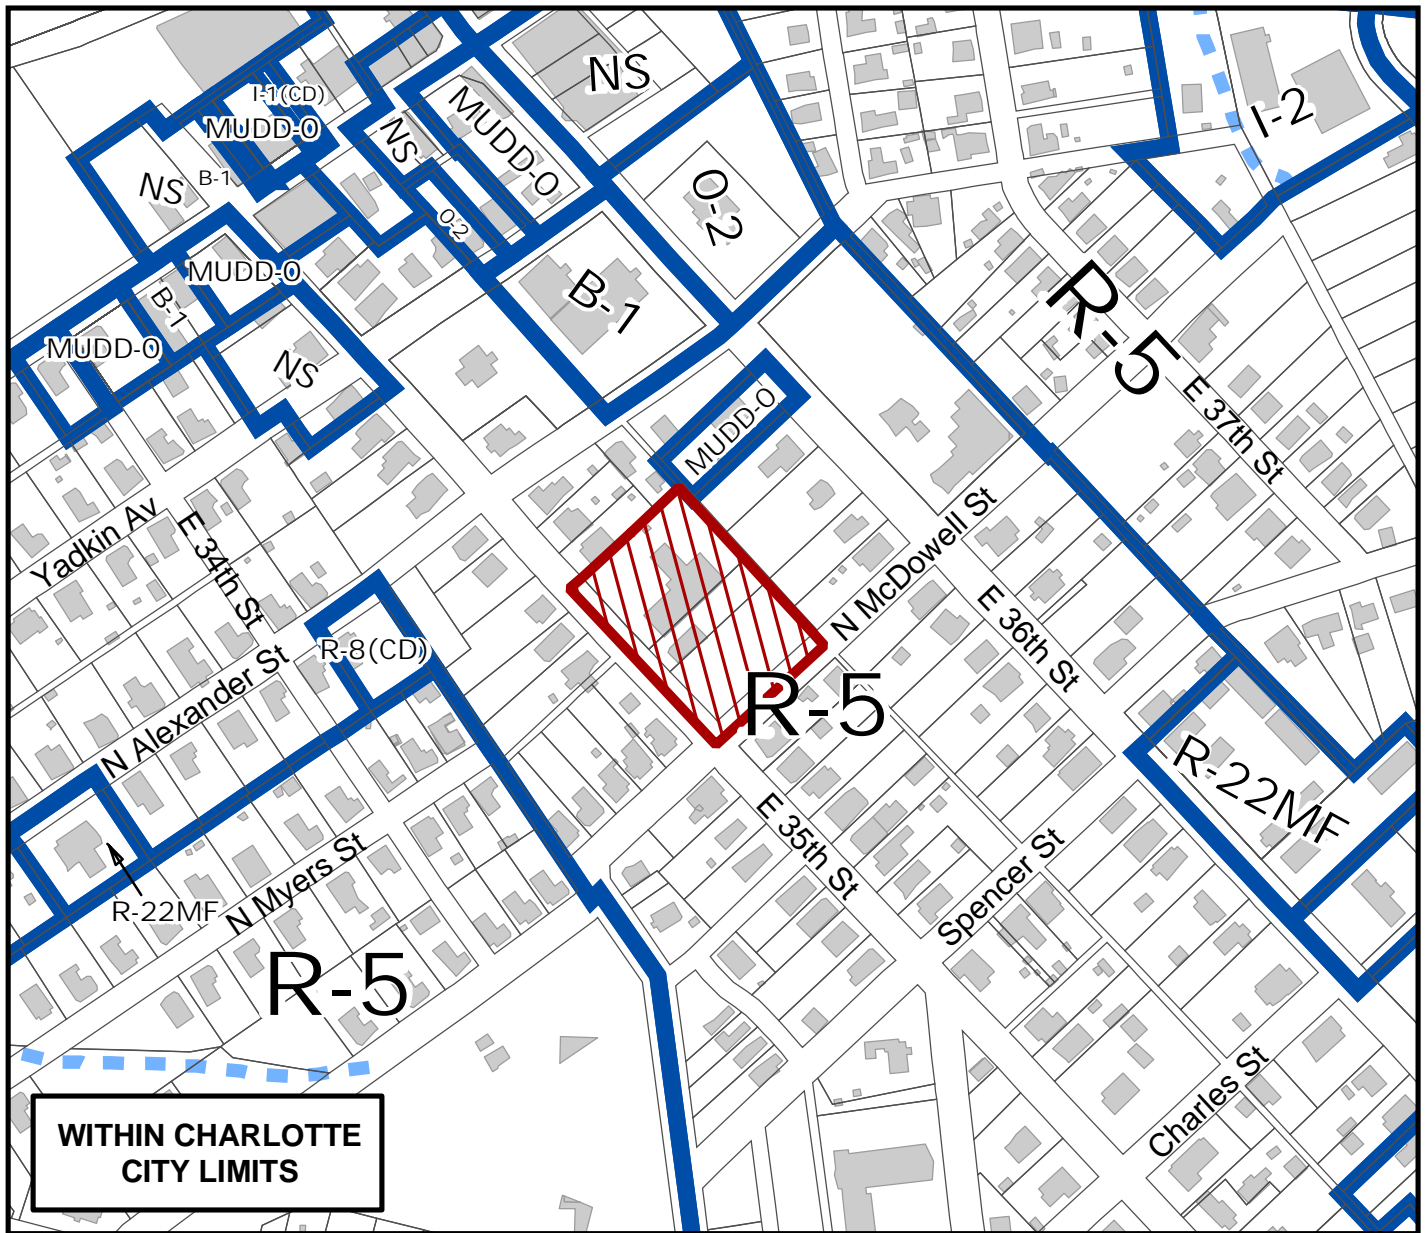 NS
I-1(CD)
MUDD-O
MUDD-O
NS
I-2
NS
B-1
O-2
O-2
MUDD-O
B-1
B-1
R-5
MUDD-O
NS
MUDD-O
E 37th St
Yadkin Av
E 34th St
N McDowell St
E 36th St
R-8(CD)
N Alexander St
R-5
R-22MF
E 35th St
N Myers St
Spencer St
R-22MF
R-5
Charles St
WITHIN CHARLOTTE
CITY LIMITS